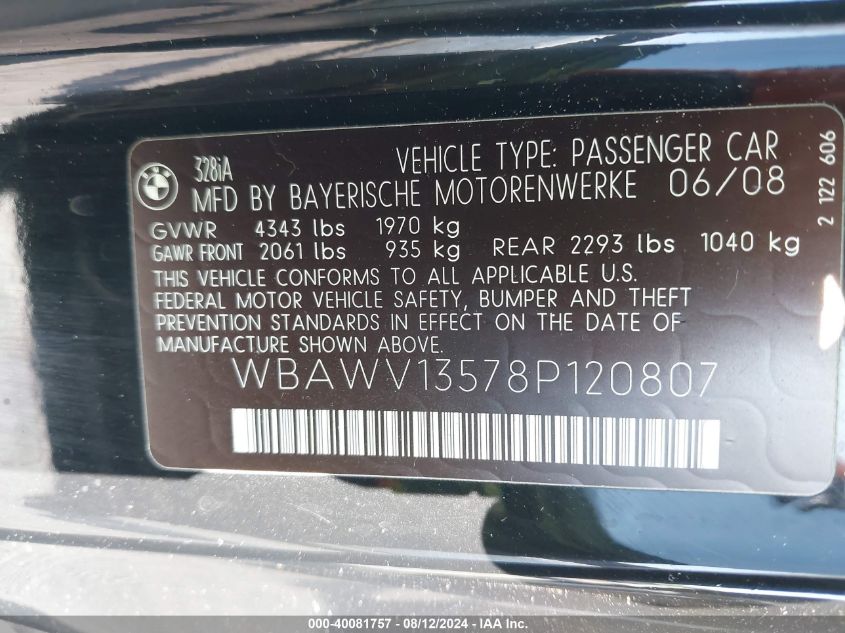 328iA VEHICLE TYPE: PASSENGER CAR
MFD BY BAYERISCHE MOTORENWERKE 06/08
GVWR 4343 lbs 1970 kg
GAWR FRONT 2061 lbs 935 kg REAR 2293 lbs 1040 kg
THIS VEHICLE CONFORMS TO ALL APPLICABLE U.S.
FEDERAL MOTOR VEHICLE SAFETY, BUMPER AND THEFT
PREVENTION STANDARDS IN EFFECT ON THE DATE OF
MANUFACTURE SHOWN ABOVE.
WBAWV13578P120807
2 122 606
000-40081757 - 08/12/2024 - IAA Inc.